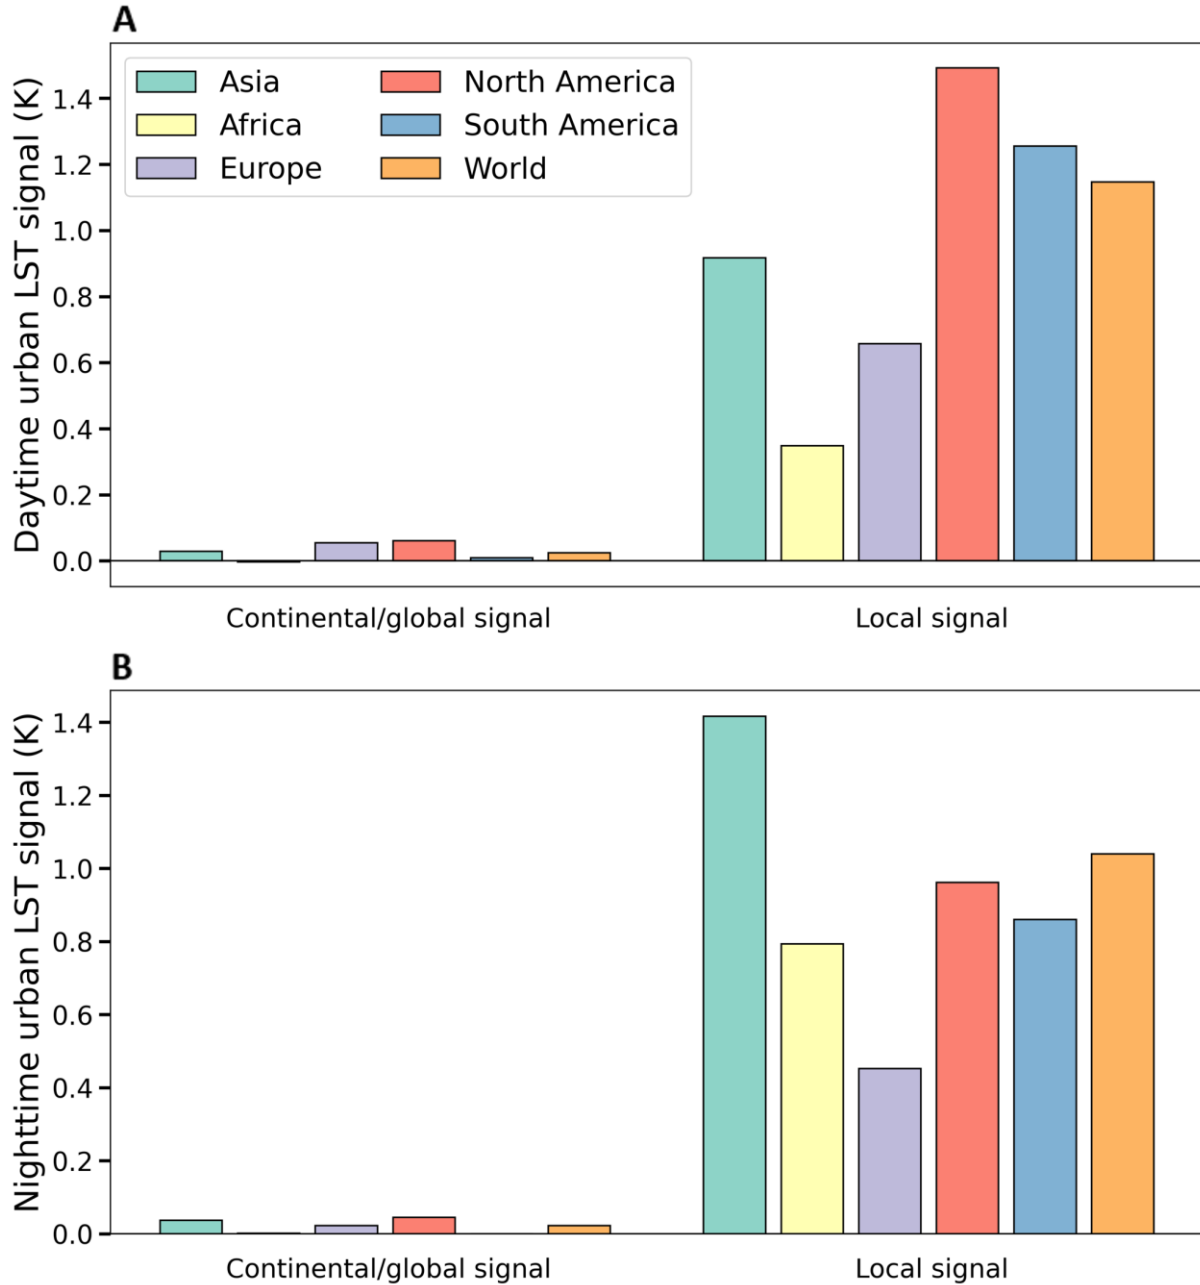 A
Daytime urban LST signal (K)
1.4
1.2
1.0
0.8
0.6
0.4
0.2
0.0
Asia
Africa
Europe
North America
South America
World
Continental/global signal
Local signal
B
Nighttime urban LST signal (K)
1.4
1.2
1.0
0.8
0.6
0.4
0.2
0.0
Continental/global signal
Local signal